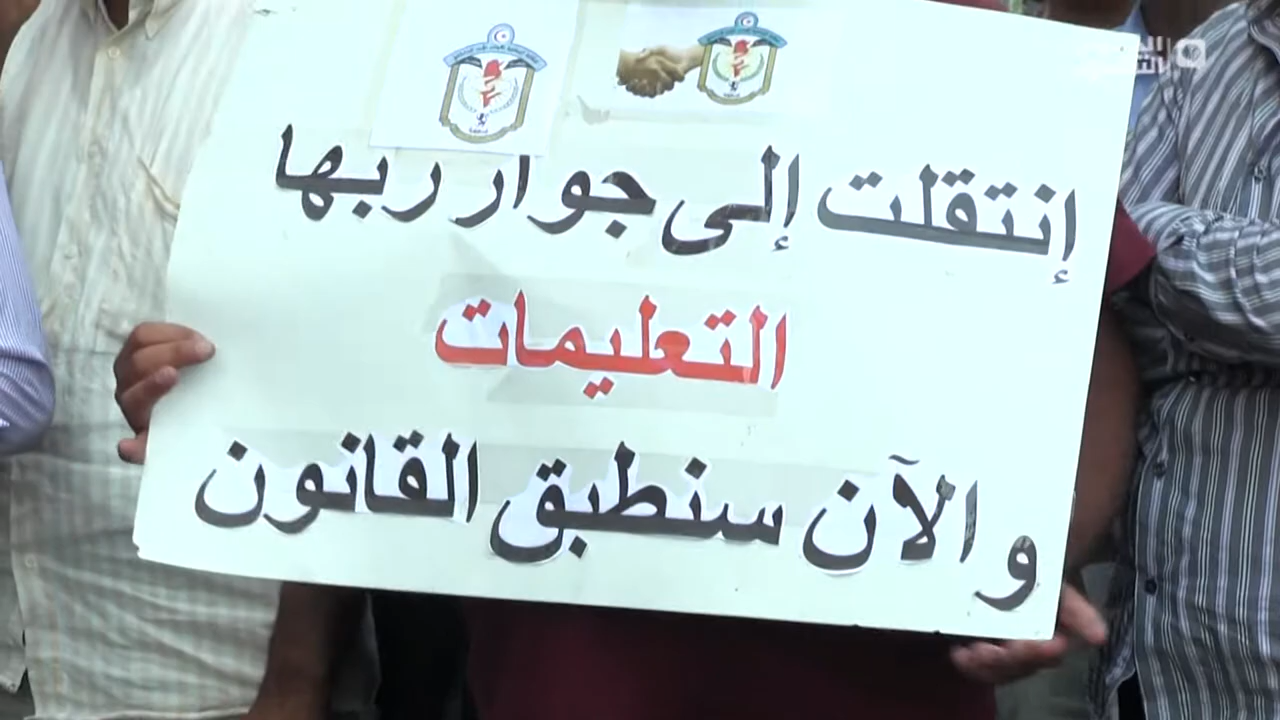 إنتقلت إلى جوار ربها
التعليمات
والآن سنطبق القانون